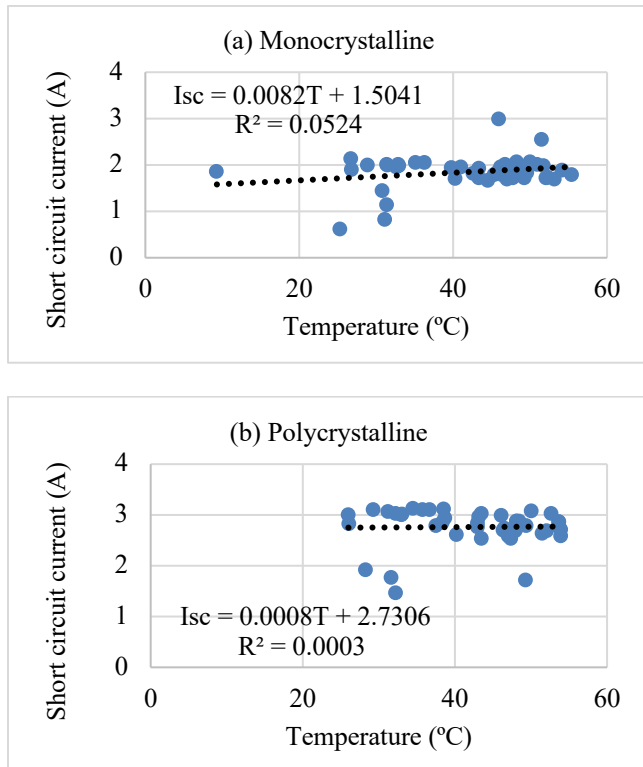 (a) Monocrystalline
4
3
2
1
0
Short circuit current (A)
Isc = 0.0082T + 1.5041
R² = 0.0524
0 20 40 60
Temperature (ºC)
(b) Polycrystalline
4
3
2
1
0
Short circuit current (A)
Isc = 0.0008T + 2.7306
R² = 0.0003
0 20 40 60
Temperature (ºC)